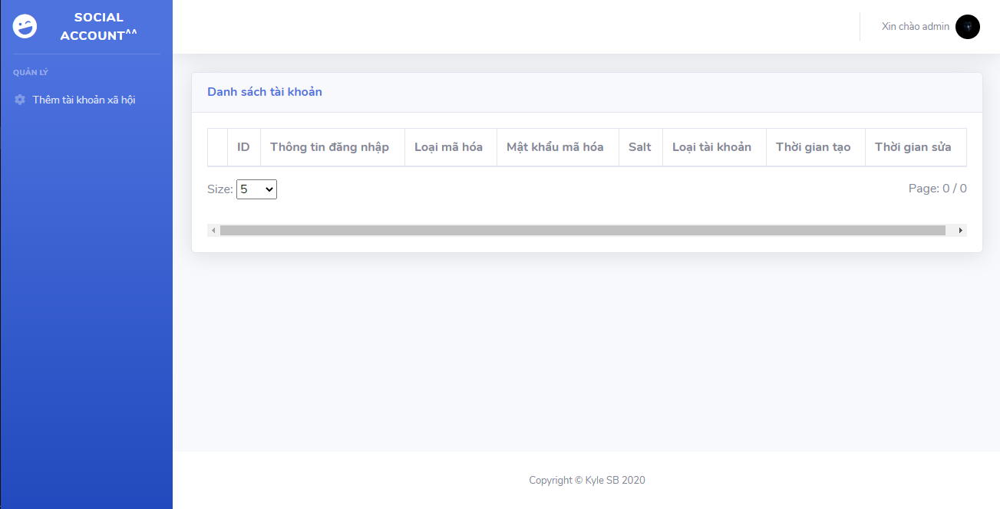 SOCIAL
ACCOUNT^^
Xin chào admin
QUẢN LÝ
Thêm tài khoản xã hội
Danh sách tài khoản
ID Thông tin đăng nhập Loại mã hóa Mật khẩu mã hóa Salt Loại tài khoản Thời gian tạo Thời gian sửa
Size: 5 Page: 0 / 0
Copyright © Kyle SB 2020